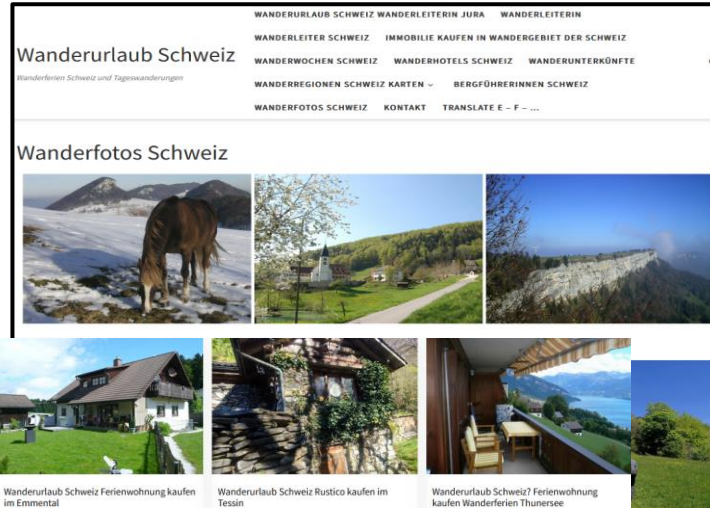 Wanderurlaub Schweiz
Wanderferien Schweiz und Tageswanderungen
WANDERURLAUB SCHWEIZ WANDERLEITERIN JURA WANDERLEITERIN
WANDERLEITER SCHWEIZ IMMOBILIE KAUFEN IN WANDERGEBIET DER SCHWEIZ
WANDERWOCHEN SCHWEIZ WANDERHOTELS SCHWEIZ WANDERUNTERKÜNFTE
WANDERREGIONEN SCHWEIZ KARTEN BERGFÜHRERINNEN SCHWEIZ
WANDERFOTOS SCHWEIZ KONTAKT TRANSLATE E – F – ...
Wanderfotos Schweiz
Wanderurlaub Schweiz Ferienwohnung kaufen
im Emmental
Wanderurlaub Schweiz Rustico kaufen im
Tessin
Wanderurlaub Schweiz? Ferienwohnung
kaufen Wanderferien Thunersee